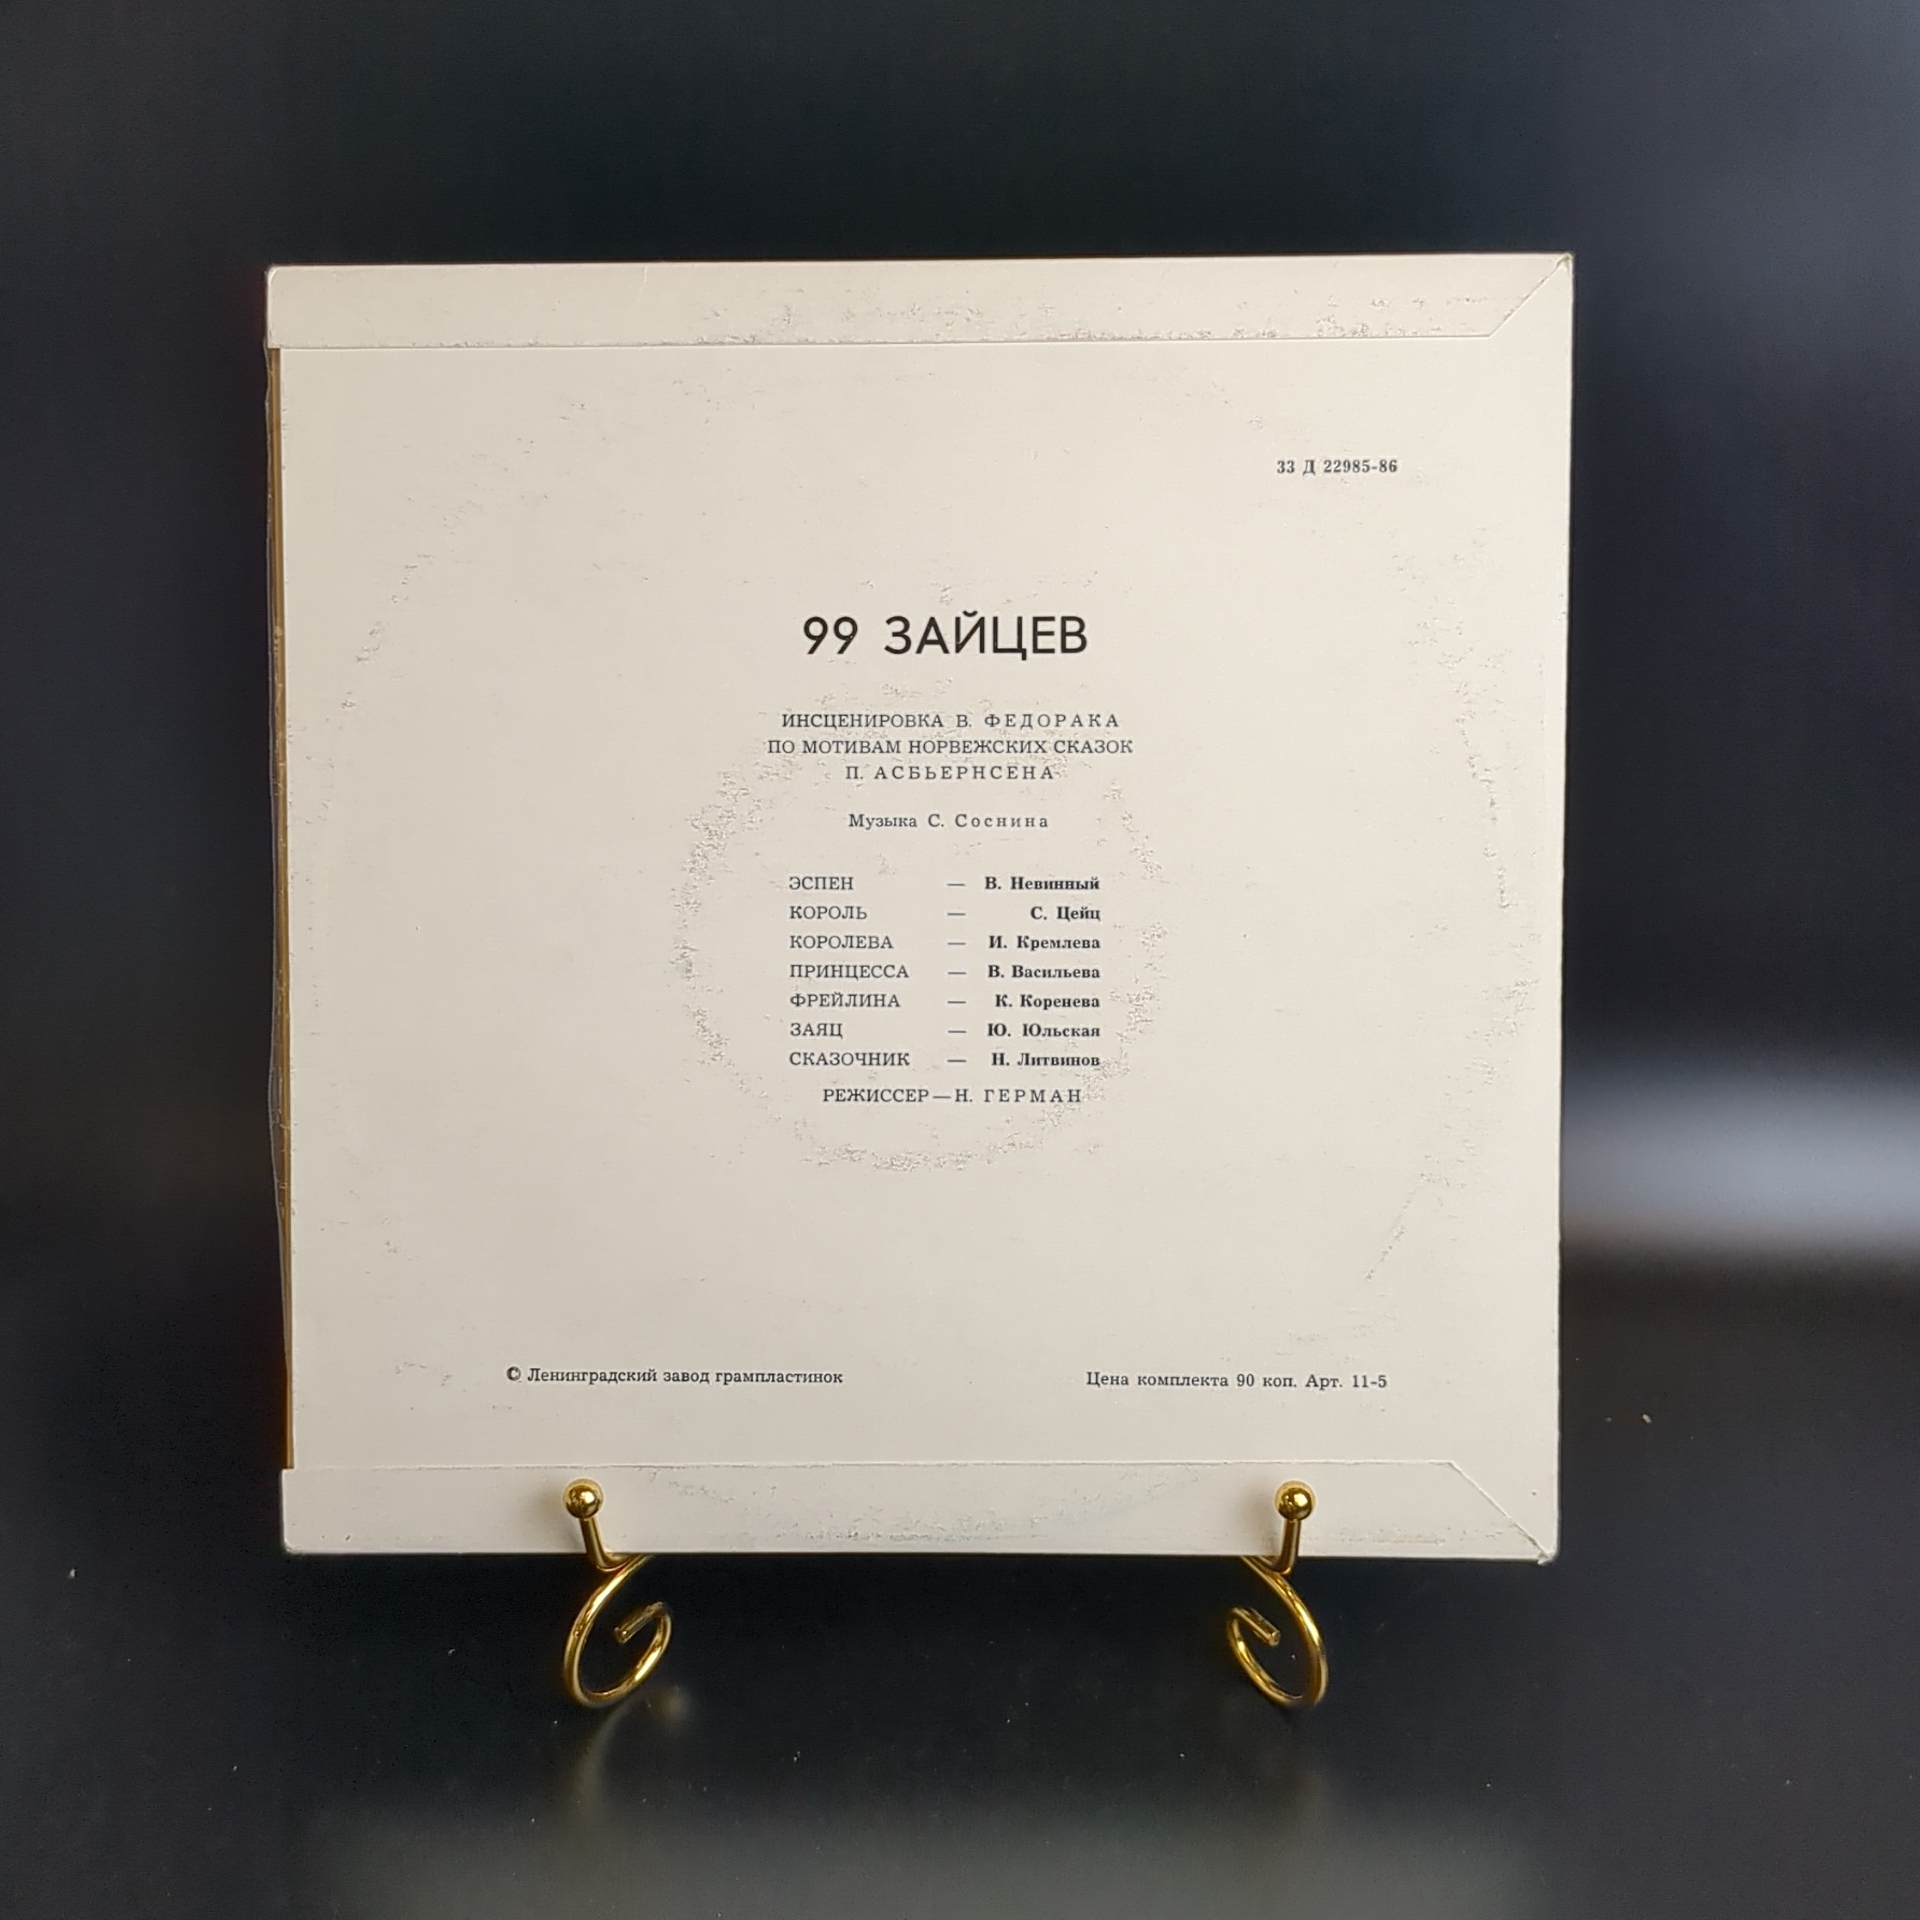 33 Д 22985-86
99 ЗАЙЦЕВ
ИНСЦЕНИРОВКА В. ФЕДОРАКА
ПО МОТИВАМ НОРВЕЖСКИХ СКАЗОК
П. АСБЬЕРНСЕНА
Музыка С. Соснина
ЭСПЕН — В. Невинный
КОРОЛЬ — С. Цейц
КОРОЛЕВА — И. Кремлева
ПРИНЦЕССА — В. Васильева
ФРЕЙЛИНА — К. Коренева
ЗАЯЦ — Ю. Юльская
СКАЗОЧНИК — Н. Литвинов
РЕЖИССЕР — Н. ГЕРМАН
© Ленинградский завод грампластинок
Цена комплекта 90 коп. Арт. 11-5